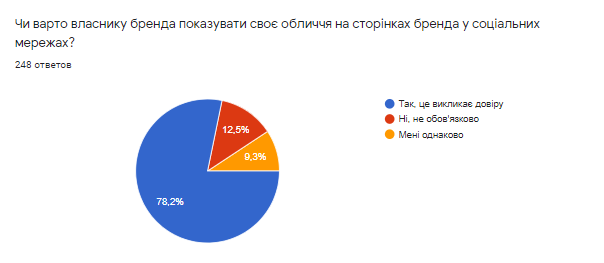 Чи варто власнику бренда показувати своє обличчя на сторінках бренда у соціальних
мережах?
248 ответов
Так, це викликає довіру
Ні, не обов'язково
Мені однаково
12,5%
9,3%
78,2%